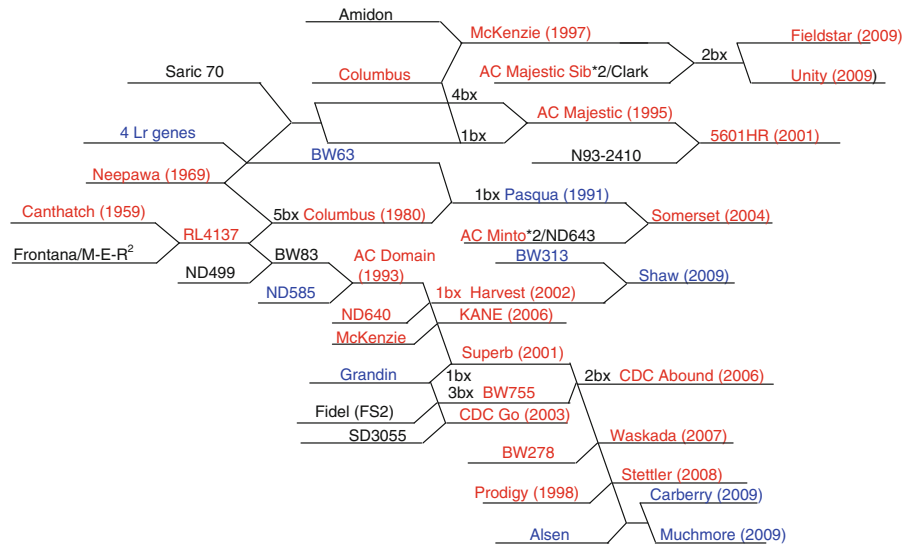 Amidon
McKenzie (1997)
Fieldstar (2009)
2bx
Saric 70
Columbus
AC Majestic Sib*2/Clark
Unity (2009)
4bx
AC Majestic (1995)
4 Lr genes
1bx
5601HR (2001)
BW63
N93-2410
Neepawa (1969)
1bx Pasqua (1991)
Canthatch (1959)
5bx Columbus (1980)
Somerset (2004)
RL4137
AC Minto*2/ND643
Frontana/M-E-R²
BW83
AC Domain
(1993)
BW313
ND499
Shaw (2009)
ND585
1bx Harvest (2002)
ND640
KANE (2006)
McKenzie
Superb (2001)
Grandin
1bx
2bx CDC Abound (2006)
3bx BW755
Fidel (FS2)
CDC Go (2003)
SD3055
Waskada (2007)
BW278
Stettler (2008)
Prodigy (1998)
Carberry (2009)
Alsen
Muchmore (2009)